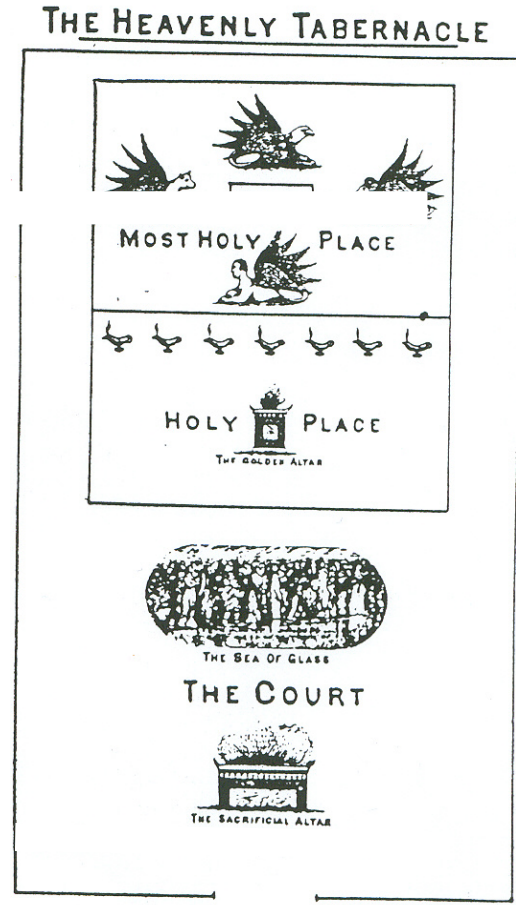 THE HEAVENLY TABERNACLE
MOST HOLY PLACE
HOLY PLACE
THE GOLDEN ALTAR
THE SEA OF GLASS
THE COURT
THE SACRIFICIAL ALTAR